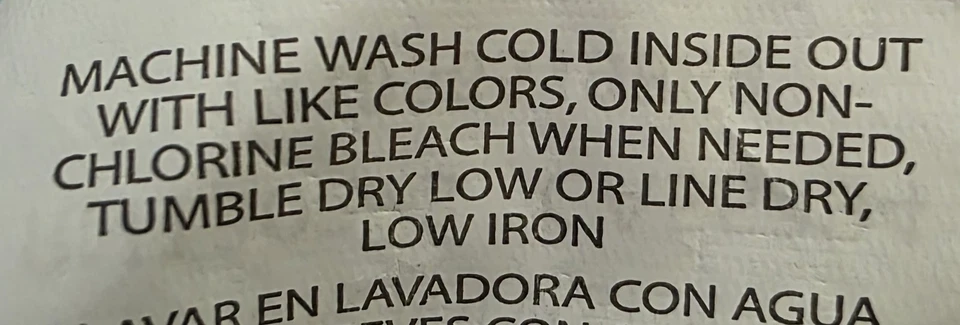 MACHINE WASH COLD INSIDE OUT
WITH LIKE COLORS, ONLY NON-
CHLORINE BLEACH WHEN NEEDED,
TUMBLE DRY LOW OR LINE DRY,
LOW IRON
EN LAVADORA CON AGUA